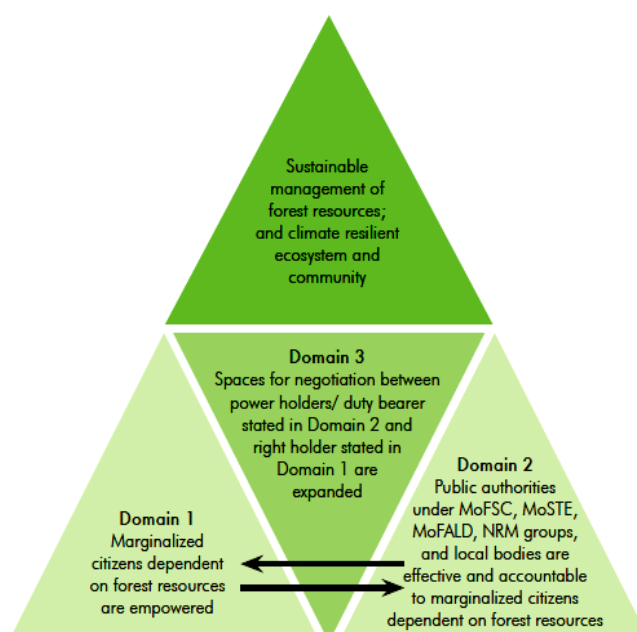 Sustainable
management of
forest resources;
and climate resilient
ecosystem and
community
Domain 3
Spaces for negotiation between
power holders/ duty bearer
stated in Domain 2 and
right holder stated in
Domain 1 are
expanded
Domain 1
Marginalized
citizens dependent
on forest resources
are empowered
Domain 2
Public authorities
under MoFSC, MoSTE,
MoFALD, NRM groups,
and local bodies are
effective and accountable
to marginalized citizens
dependent on forest resources